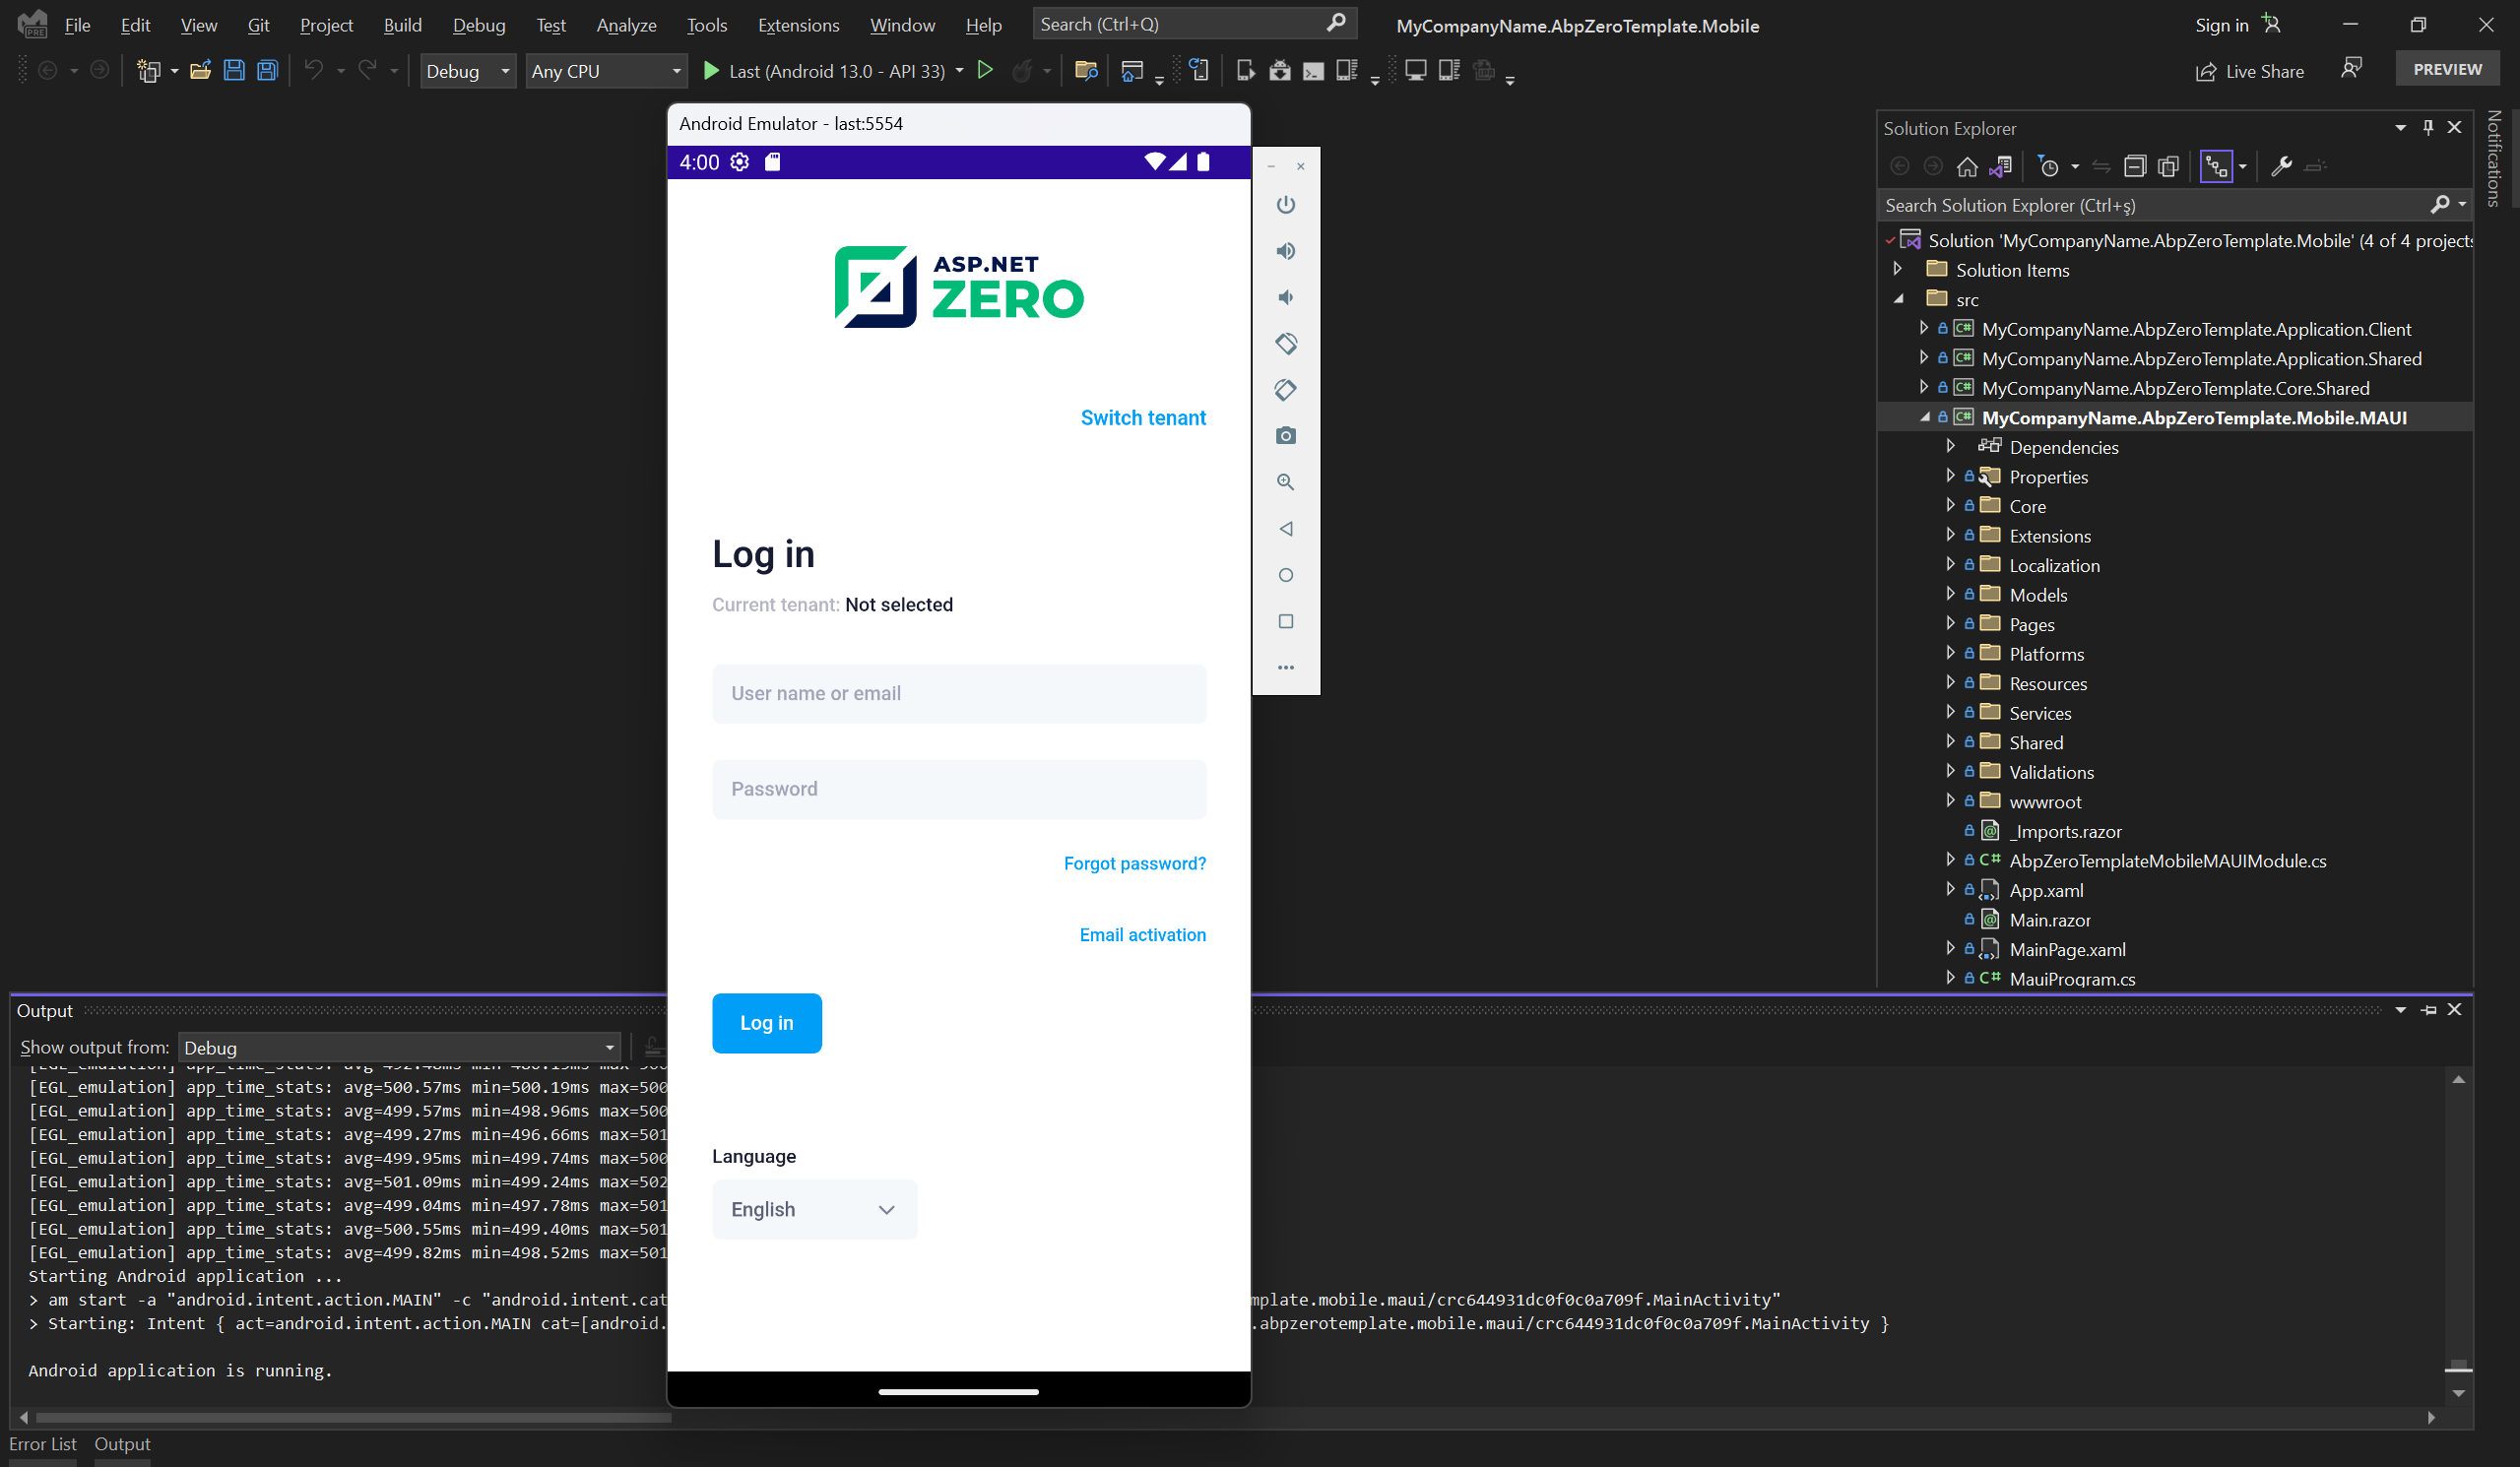 File Edit View Git Project Build Debug Test Analyze Tools Extensions Window Help Search (Ctrl+Q) MyCompanyName.AbpZeroTemplate.Mobile Sign in
PRE
Debug Any CPU Last (Android 13.0 - API 33) Live Share PREVIEW
Android Emulator - last:5554
4:00
ASP.NET
ZERO
Switch tenant
Log in
Current tenant: Not selected
User name or email
Password
Forgot password?
Email activation
Log in
Language
English
Solution Explorer
Notifications
Search Solution Explorer (Ctrl+ş)
Solution 'MyCompanyName.AbpZeroTemplate.Mobile' (4 of 4 projects
Solution Items
src
MyCompanyName.AbpZeroTemplate.Application.Client
MyCompanyName.AbpZeroTemplate.Application.Shared
MyCompanyName.AbpZeroTemplate.Core.Shared
MyCompanyName.AbpZeroTemplate.Mobile.MAUI
Dependencies
Properties
Core
Extensions
Localization
Models
Pages
Platforms
Resources
Services
Shared
Validations
wwwroot
_Imports.razor
C# AbpZeroTemplateMobileMAUIModule.cs
App.xaml
Main.razor
MainPage.xaml
C# MauiProgram.cs
Output
Show output from: Debug
[EGL_emulation] app_time_stats: avg=500.57ms min=500.19ms max=500
[EGL_emulation] app_time_stats: avg=499.57ms min=498.96ms max=500
[EGL_emulation] app_time_stats: avg=499.27ms min=496.66ms max=501
[EGL_emulation] app_time_stats: avg=499.95ms min=499.74ms max=500
[EGL_emulation] app_time_stats: avg=501.09ms min=499.24ms max=502
[EGL_emulation] app_time_stats: avg=499.04ms min=497.78ms max=501
[EGL_emulation] app_time_stats: avg=500.55ms min=499.40ms max=501
[EGL_emulation] app_time_stats: avg=499.82ms min=498.52ms max=501
Starting Android application ...
> am start -a "android.intent.action.MAIN" -c "android.intent.cat mplate.mobile.maui/crc644931dc0f0c0a709f.MainActivity"
> Starting: Intent { act=android.intent.action.MAIN cat=[android. .abpzerotemplate.mobile.maui/crc644931dc0f0c0a709f.MainActivity }
Android application is running.
Error List Output